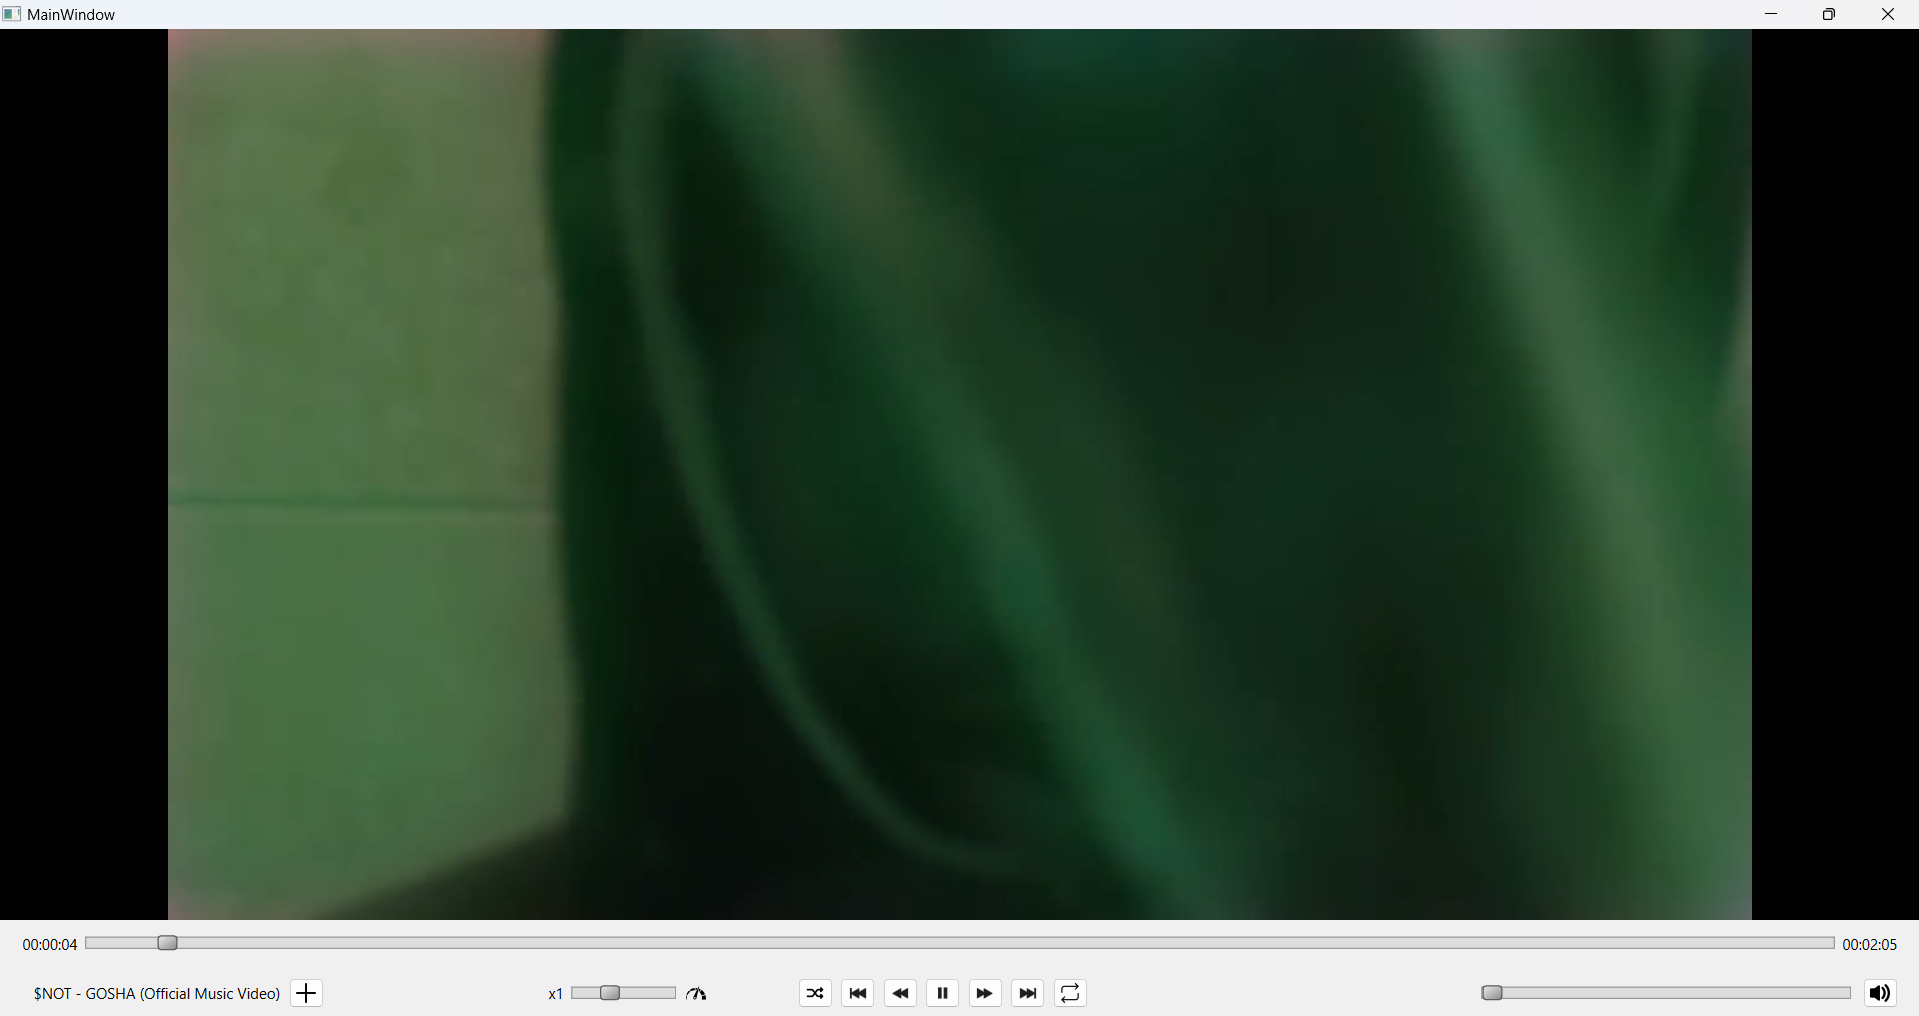 MainWindow
00:00:04
00:02:05
$NOT - GOSHA (Official Music Video)
x1